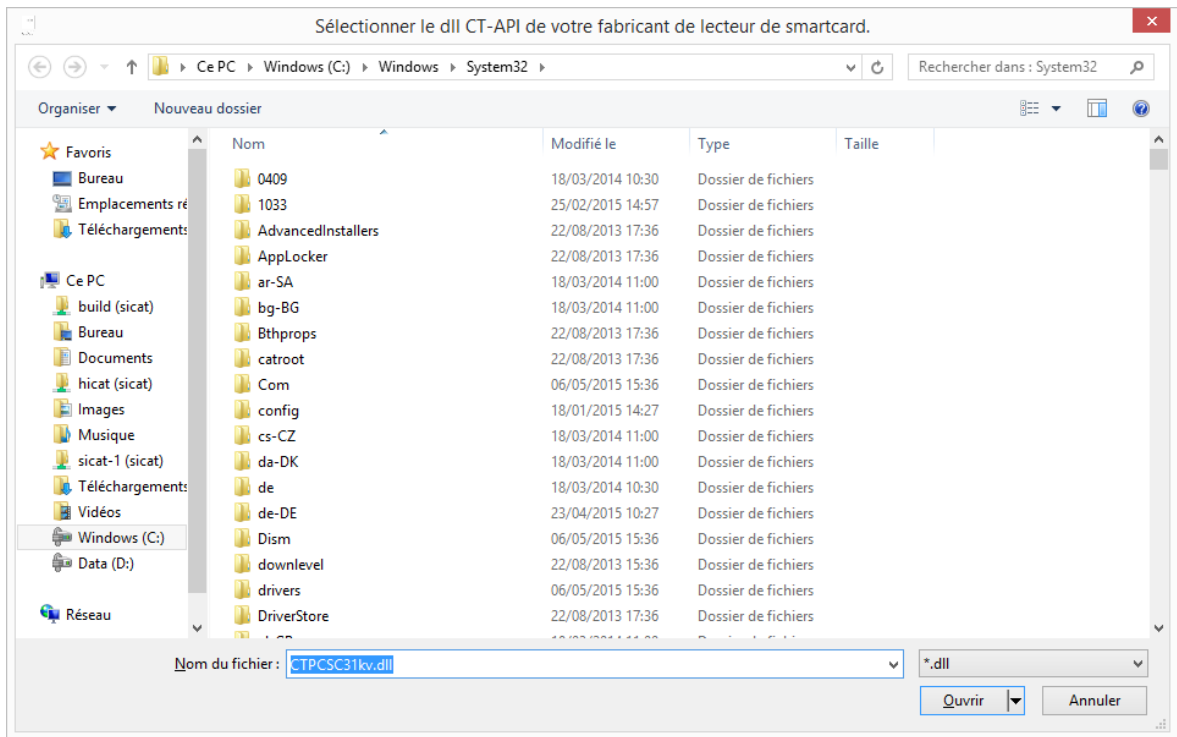 Sélectionner le dll CT-API de votre fabricant de lecteur de smartcard.
Ce PC Windows (C:) Windows System32
Rechercher dans : System32
Organiser Nouveau dossier
Nom Modifié le Type Taille
Favoris
Bureau
Emplacements ré
Téléchargements
Ce PC
build (sicat)
Bureau
Documents
hicat (sicat)
Images
Musique
sicat-1 (sicat)
Téléchargements
Vidéos
Windows (C:)
Data (D:)
Réseau
0409 18/03/2014 10:30 Dossier de fichiers
1033 25/02/2015 14:57 Dossier de fichiers
AdvancedInstallers 22/08/2013 17:36 Dossier de fichiers
AppLocker 22/08/2013 17:36 Dossier de fichiers
ar-SA 18/03/2014 11:00 Dossier de fichiers
bg-BG 18/03/2014 11:00 Dossier de fichiers
Bthprops 22/08/2013 17:36 Dossier de fichiers
catroot 22/08/2013 17:36 Dossier de fichiers
Com 06/05/2015 15:36 Dossier de fichiers
config 18/01/2015 14:27 Dossier de fichiers
cs-CZ 18/03/2014 11:00 Dossier de fichiers
da-DK 18/03/2014 11:00 Dossier de fichiers
de 18/03/2014 10:30 Dossier de fichiers
de-DE 23/04/2015 10:27 Dossier de fichiers
Dism 06/05/2015 15:36 Dossier de fichiers
downlevel 22/08/2013 17:36 Dossier de fichiers
drivers 06/05/2015 15:36 Dossier de fichiers
DriverStore 22/08/2013 17:36 Dossier de fichiers
Nom du fichier : CTPCSC31kv.dll *.dll
Ouvrir Annuler